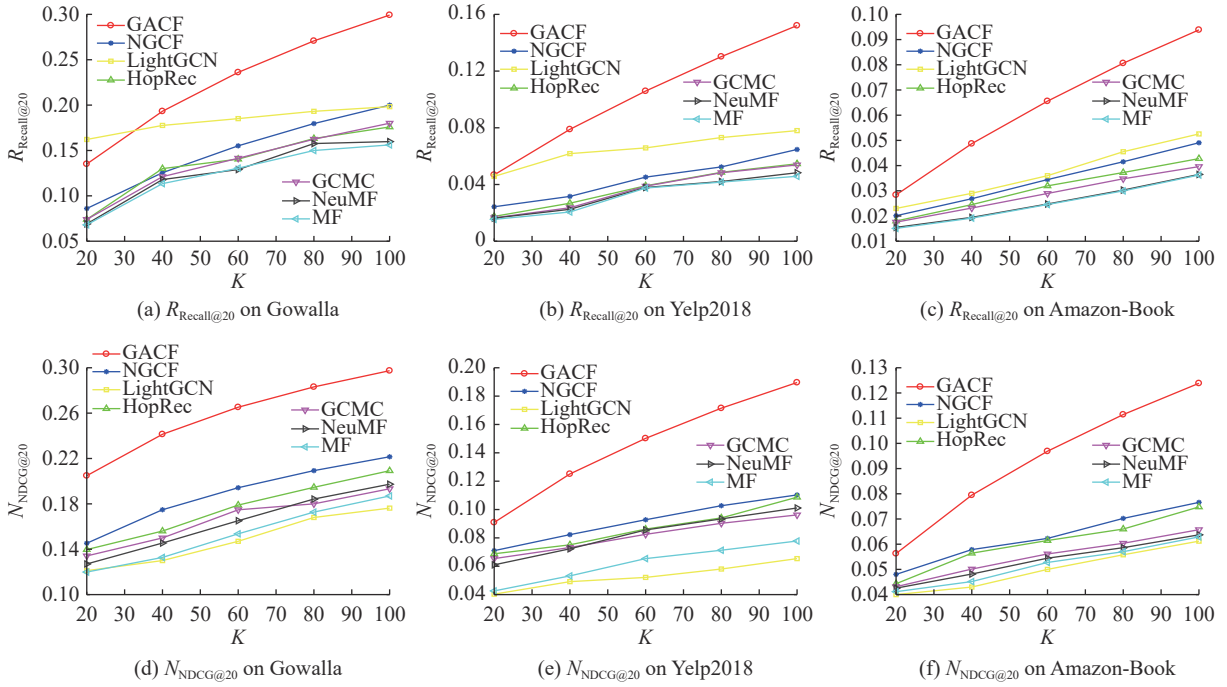 0.30
0.25
0.20
0.15
0.10
0.05
R_Recall@20
GACF
NGCF
LightGCN
HopRec
GCMC
NeuMF
MF
20 30 40 50 60 70 80 90 100
K
(a) R_Recall@20 on Gowalla
0.16
0.12
0.08
0.04
0
R_Recall@20
GACF
NGCF
LightGCN
HopRec
GCMC
NeuMF
MF
20 30 40 50 60 70 80 90 100
K
(b) R_Recall@20 on Yelp2018
0.10
0.09
0.08
0.07
0.06
0.05
0.04
0.03
0.02
0.01
R_Recall@20
GACF
NGCF
LightGCN
HopRec
GCMC
NeuMF
MF
20 30 40 50 60 70 80 90 100
K
(c) R_Recall@20 on Amazon-Book
0.30
0.26
0.22
0.18
0.14
0.10
N_NDCG@20
GACF
NGCF
LightGCN
HopRec
GCMC
NeuMF
MF
20 30 40 50 60 70 80 90 100
K
(d) N_NDCG@20 on Gowalla
0.20
0.18
0.16
0.14
0.12
0.10
0.08
0.06
0.04
N_NDCG@20
GACF
NGCF
LightGCN
HopRec
GCMC
NeuMF
MF
20 30 40 50 60 70 80 90 100
K
(e) N_NDCG@20 on Yelp2018
0.13
0.12
0.11
0.10
0.09
0.08
0.07
0.06
0.05
0.04
N_NDCG@20
GACF
NGCF
LightGCN
HopRec
GCMC
NeuMF
MF
20 30 40 50 60 70 80 90 100
K
(f) N_NDCG@20 on Amazon-Book